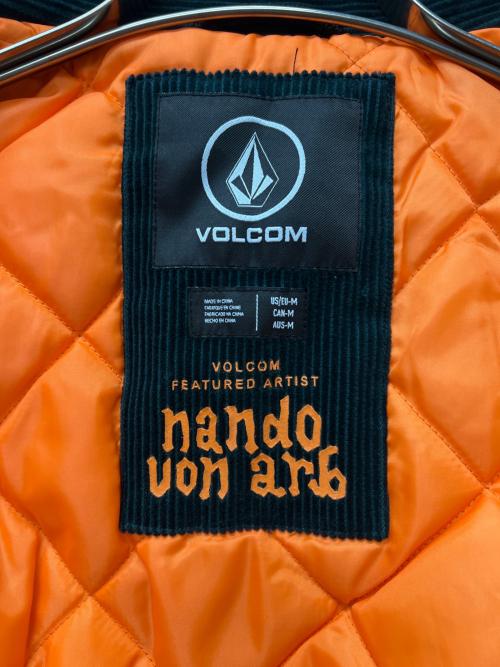 VOLCOM
MADE IN CHINA
FABRIQUÉ EN CHINE
FABRICADO NA CHINA
HECHO EN CHINA
US/EU-M
CAN-M
AUS-M
VOLCOM
FEATURED ARTIST
nando
von arb